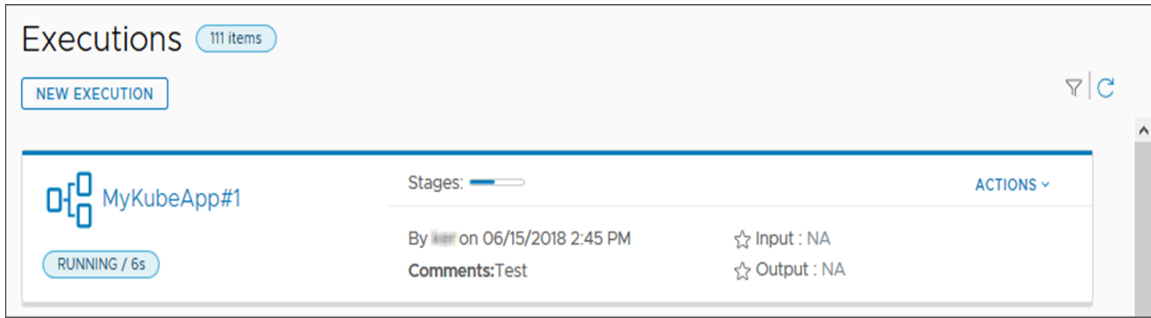 Executions 111 items
NEW EXECUTION
MyKubeApp#1
RUNNING / 6s
Stages:
ACTIONS
By on 06/15/2018 2:45 PM
Comments:Test
Input : NA
Output : NA